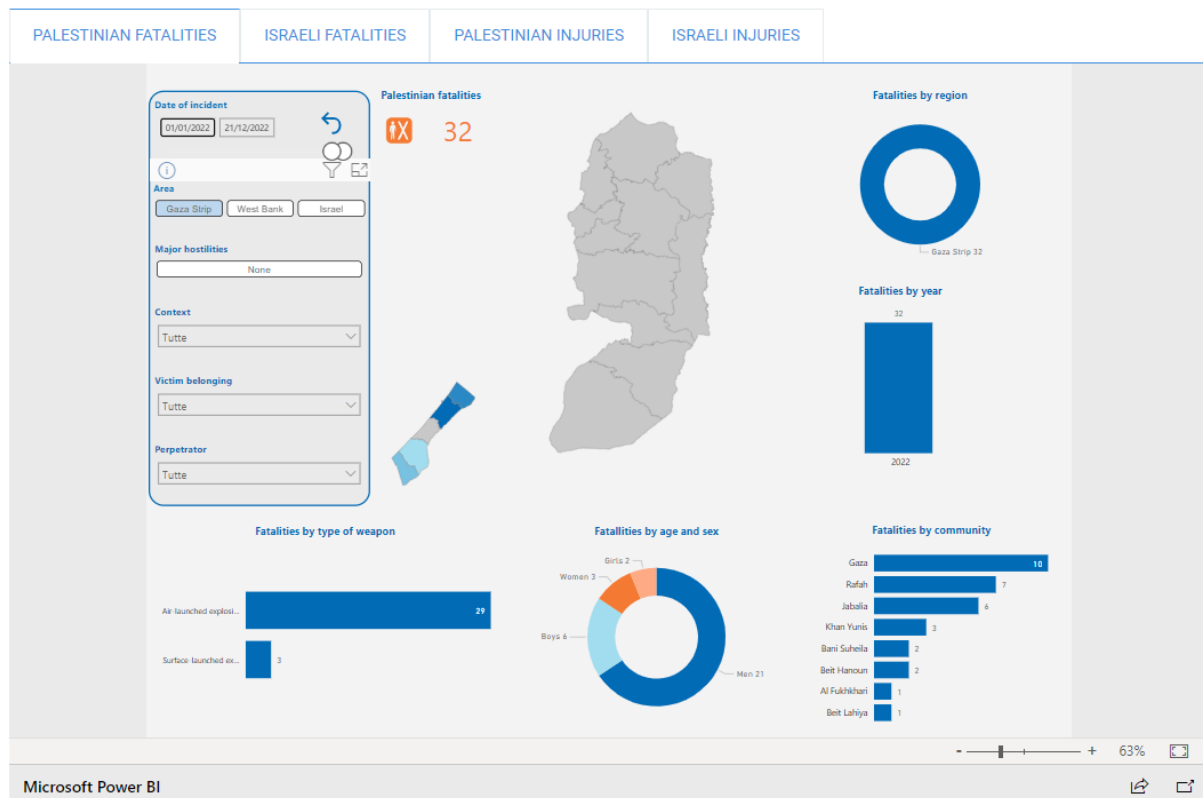 PALESTINIAN FATALITIES
ISRAELI FATALITIES
PALESTINIAN INJURIES
ISRAELI INJURIES
Date of incident
01/01/2022
21/12/2022
Area
Gaza Strip
West Bank
Israel
Major hostilities
None
Context
Tutte
Victim belonging
Tutte
Perpetrator
Tutte
Palestinian fatalities
32
Fatalities by region
Gaza Strip 32
Fatalities by year
32
2022
Fatalities by type of weapon
Air launched explosi...
29
Surface launched ex...
3
Fatallities by age and sex
Girls 2
Women 3
Boys 6
Men 21
Fatalities by community
Gaza 10
Rafah 7
Jabalia 6
Khan Yunis 3
Bani Suheila 2
Beit Hanoun 2
Al Fukhkhari 1
Beit Lahiya 1
- + 63%
Microsoft Power BI